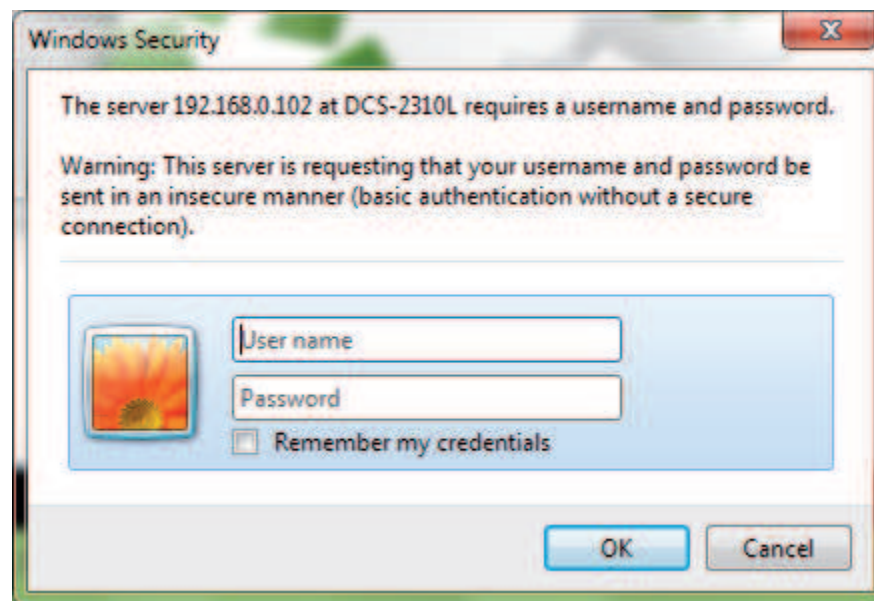 Windows Security
The server 192.168.0.102 at DCS-2310L requires a username and password.
Warning: This server is requesting that your username and password be
sent in an insecure manner (basic authentication without a secure
connection).
User name
Password
Remember my credentials
OK
Cancel